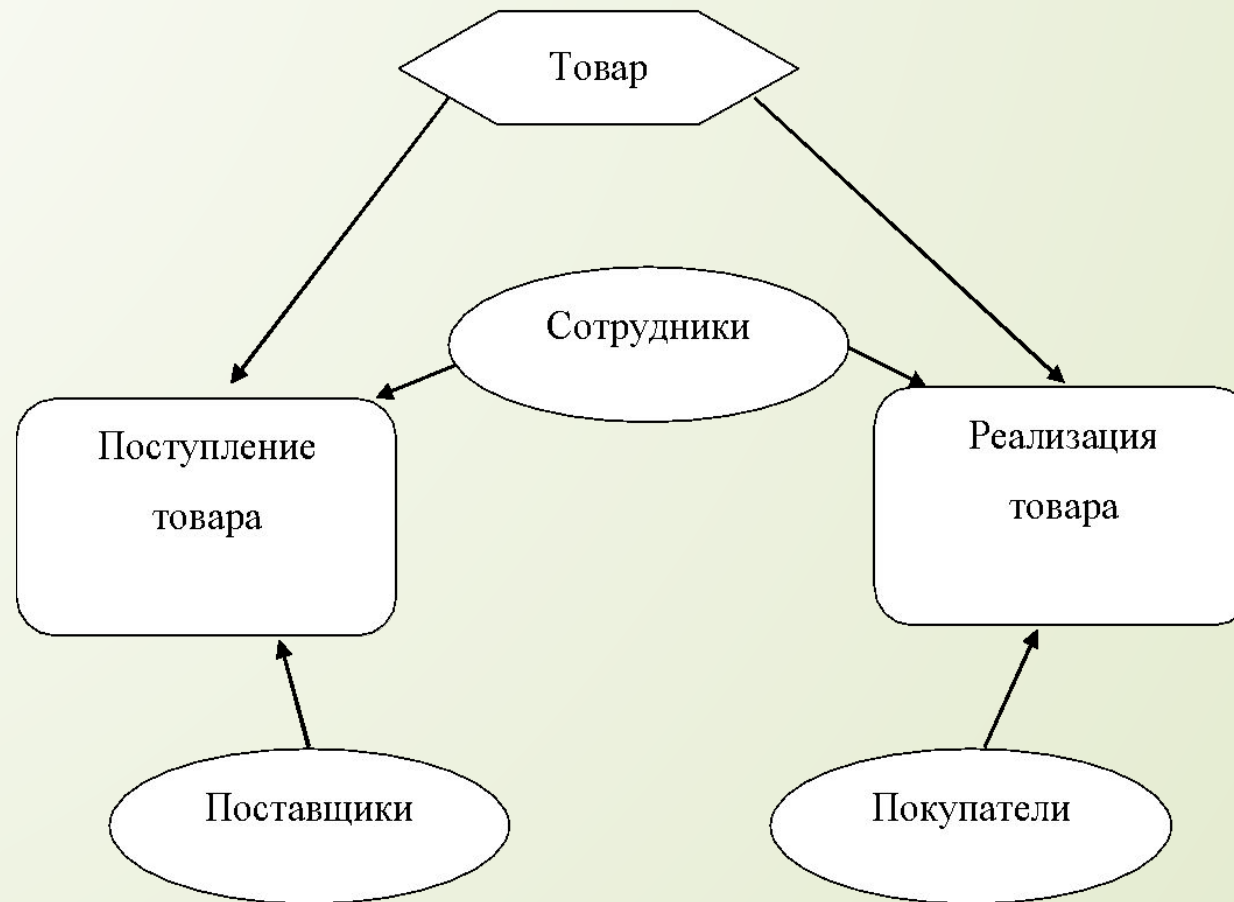 Товар
Сотрудники
Поступление
товара
Реализация
товара
Поставщики
Покупатели